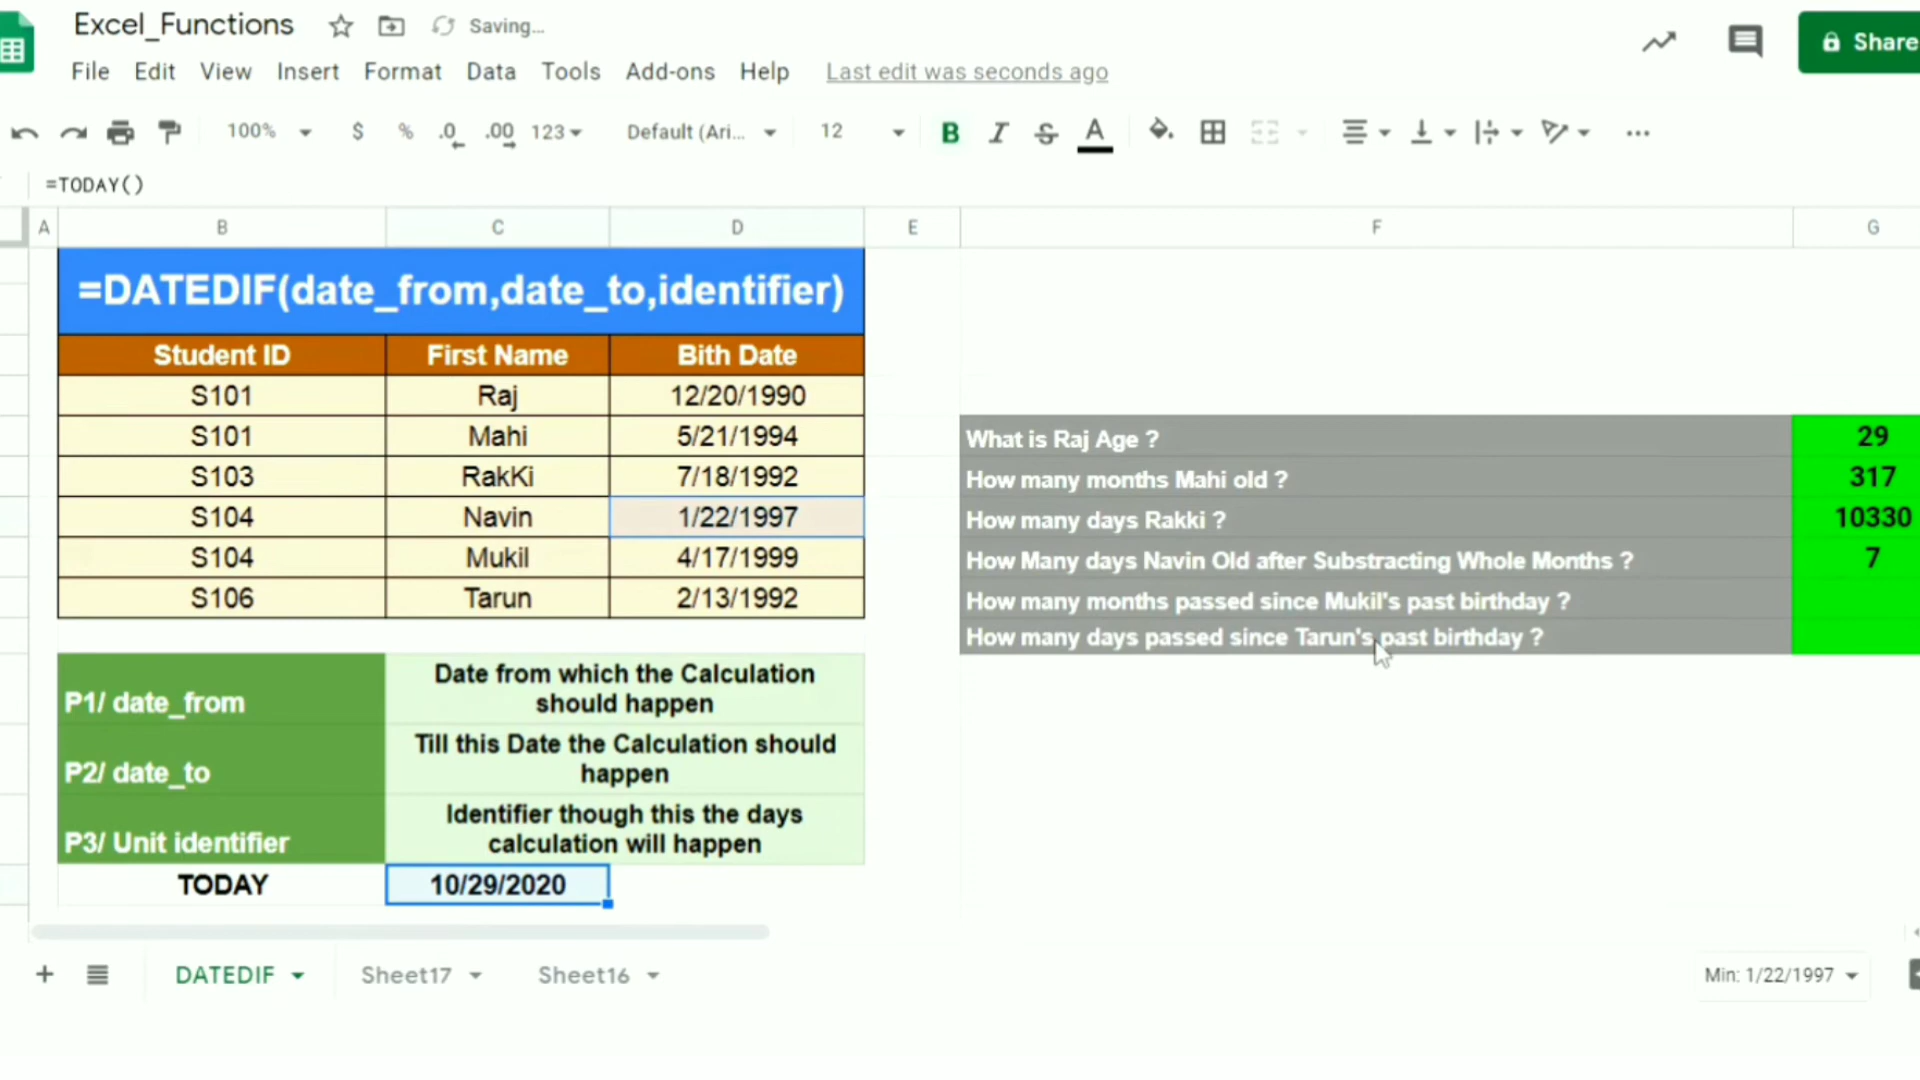 Excel_Functions
Saving...
File Edit View Insert Format Data Tools Add-ons Help Last edit was seconds ago
Share
100% $ % .0 .00 123 Default (Ari... 12 B I S A
=TODAY()
A B C D E F G
=DATEDIF(date_from,date_to,identifier)
Student ID First Name Bith Date
S101 Raj 12/20/1990
S101 Mahi 5/21/1994
S103 RakKi 7/18/1992
S104 Navin 1/22/1997
S104 Mukil 4/17/1999
S106 Tarun 2/13/1992
What is Raj Age ? 29
How many months Mahi old ? 317
How many days Rakki ? 10330
How Many days Navin Old after Substracting Whole Months ? 7
How many months passed since Mukil's past birthday ?
How many days passed since Tarun's past birthday ?
P1/ date_from
Date from which the Calculation
should happen
P2/ date_to
Till this Date the Calculation should
happen
P3/ Unit identifier
Identifier though this the days
calculation will happen
TODAY 10/29/2020
DATEDIF Sheet17 Sheet16
Min: 1/22/1997